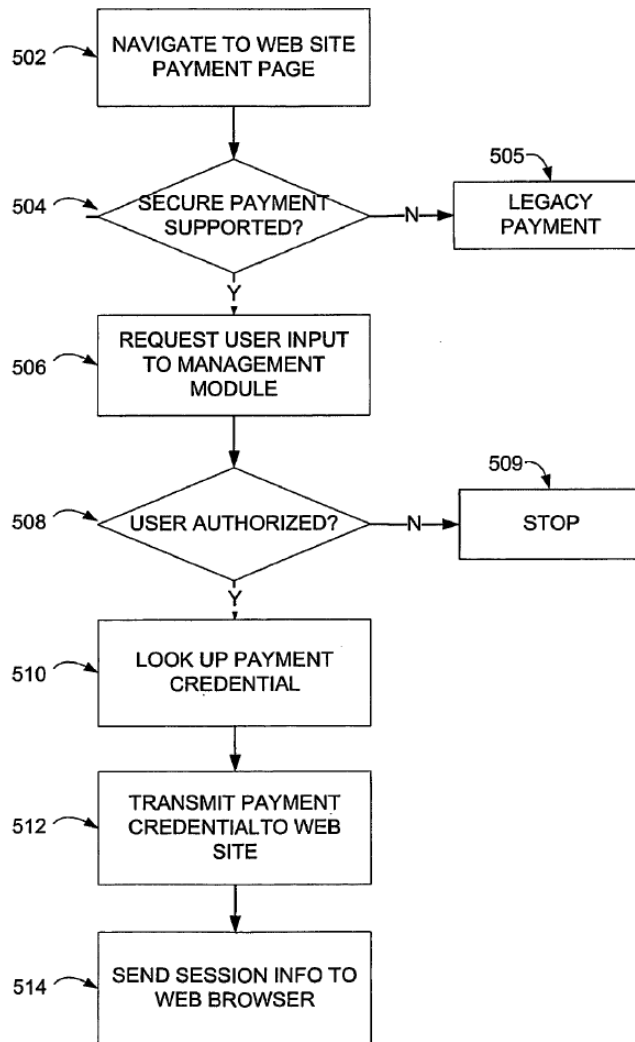 502
NAVIGATE TO WEB SITE
PAYMENT PAGE
504
SECURE PAYMENT
SUPPORTED?
N
505
LEGACY
PAYMENT
Y
506
REQUEST USER INPUT
TO MANAGEMENT
MODULE
508
USER AUTHORIZED?
N
509
STOP
Y
510
LOOK UP PAYMENT
CREDENTIAL
512
TRANSMIT PAYMENT
CREDENTIALTO WEB
SITE
514
SEND SESSION INFO TO
WEB BROWSER